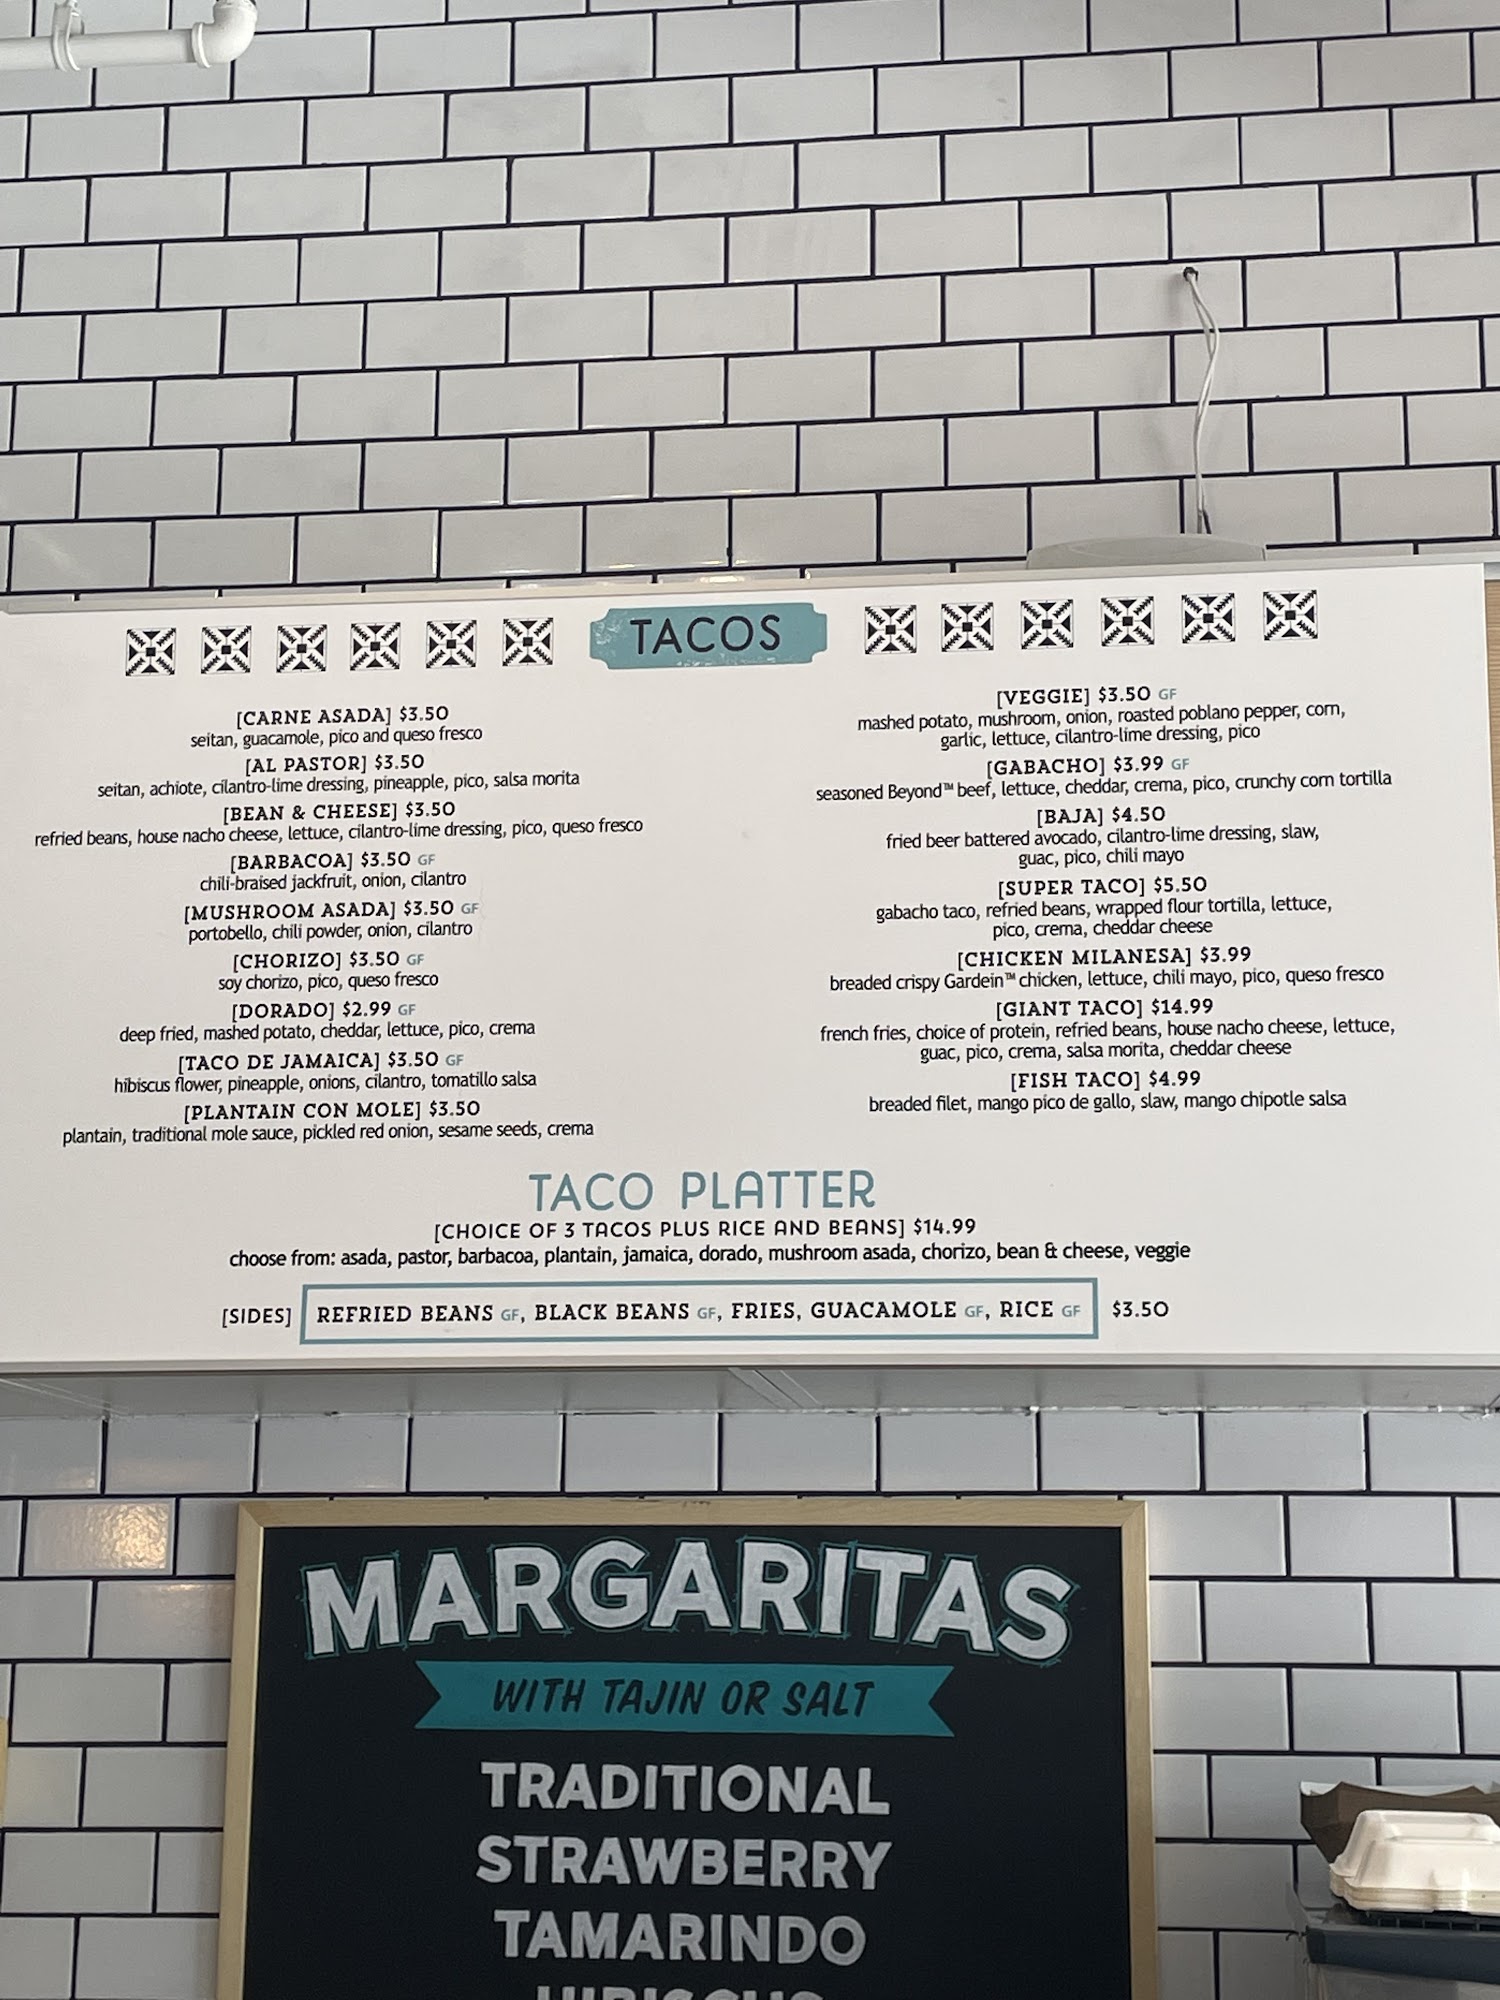 TACOS
[CARNE ASADA] $3.50
seitan, guacamole, pico and queso fresco
[AL PASTOR] $3.50
seitan, achiote, cilantro-lime dressing, pineapple, pico, salsa morita
[BEAN & CHEESE] $3.50
refried beans, house nacho cheese, lettuce, cilantro-lime dressing, pico, queso fresco
[BARBACOA] $3.50 GF
chili-braised jackfruit, onion, cilantro
[MUSHROOM ASADA] $3.50 GF
portobello, chili powder, onion, cilantro
[CHORIZO] $3.50 GF
soy chorizo, pico, queso fresco
[DORADO] $2.99 GF
deep fried, mashed potato, cheddar, lettuce, pico, crema
[TACO DE JAMAICA] $3.50 GF
hibiscus flower, pineapple, onions, cilantro, tomatillo salsa
[PLANTAIN CON MOLE] $3.50
plantain, traditional mole sauce, pickled red onion, sesame seeds, crema
[VEGGIE] $3.50 GF
mashed potato, mushroom, onion, roasted poblano pepper, corn,
garlic, lettuce, cilantro-lime dressing, pico
[GABACHO] $3.99 GF
seasoned Beyond™ beef, lettuce, cheddar, crema, pico, crunchy corn tortilla
[BAJA] $4.50
fried beer battered avocado, cilantro-lime dressing, slaw,
guac, pico, chili mayo
[SUPER TACO] $5.50
gabacho taco, refried beans, wrapped flour tortilla, lettuce,
pico, crema, cheddar cheese
[CHICKEN MILANESA] $3.99
breaded crispy Gardein™ chicken, lettuce, chili mayo, pico, queso fresco
[GIANT TACO] $14.99
french fries, choice of protein, refried beans, house nacho cheese, lettuce,
guac, pico, crema, salsa morita, cheddar cheese
[FISH TACO] $4.99
breaded filet, mango pico de gallo, slaw, mango chipotle salsa
TACO PLATTER
[CHOICE OF 3 TACOS PLUS RICE AND BEANS] $14.99
choose from: asada, pastor, barbacoa, plantain, jamaica, dorado, mushroom asada, chorizo, bean & cheese, veggie
[SIDES] REFRIED BEANS GF, BLACK BEANS GF, FRIES, GUACAMOLE GF, RICE GF $3.50
MARGARITAS
WITH TAJIN OR SALT
TRADITIONAL
STRAWBERRY
TAMARINDO
HIBISCUS